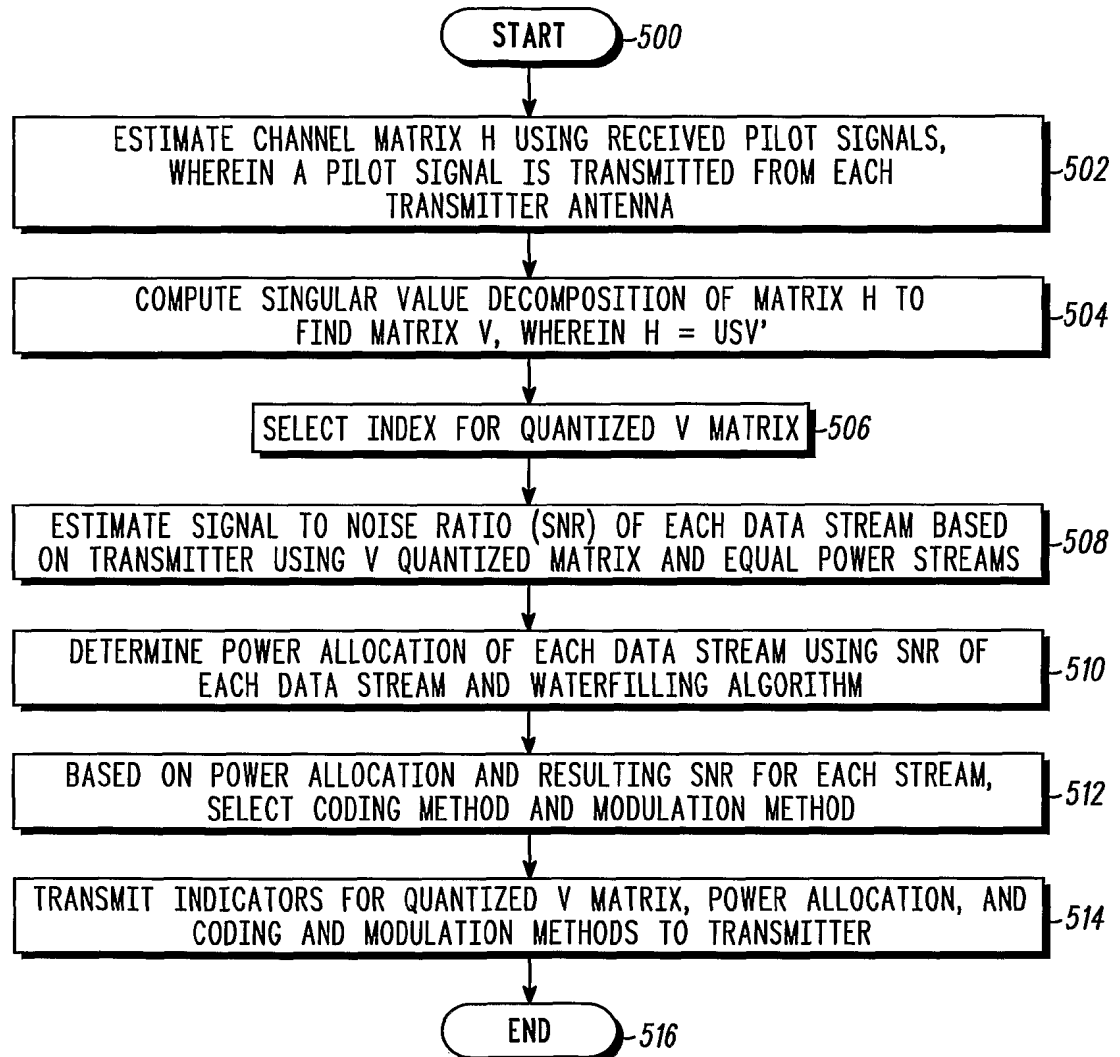 START 500
ESTIMATE CHANNEL MATRIX H USING RECEIVED PILOT SIGNALS,
WHEREIN A PILOT SIGNAL IS TRANSMITTED FROM EACH
TRANSMITTER ANTENNA
502
COMPUTE SINGULAR VALUE DECOMPOSITION OF MATRIX H TO
FIND MATRIX V, WHEREIN H = USV'
504
SELECT INDEX FOR QUANTIZED V MATRIX 506
ESTIMATE SIGNAL TO NOISE RATIO (SNR) OF EACH DATA STREAM BASED
ON TRANSMITTER USING V QUANTIZED MATRIX AND EQUAL POWER STREAMS
508
DETERMINE POWER ALLOCATION OF EACH DATA STREAM USING SNR OF
EACH DATA STREAM AND WATERFILLING ALGORITHM
510
BASED ON POWER ALLOCATION AND RESULTING SNR FOR EACH STREAM,
SELECT CODING METHOD AND MODULATION METHOD
512
TRANSMIT INDICATORS FOR QUANTIZED V MATRIX, POWER ALLOCATION, AND
CODING AND MODULATION METHODS TO TRANSMITTER
514
END 516